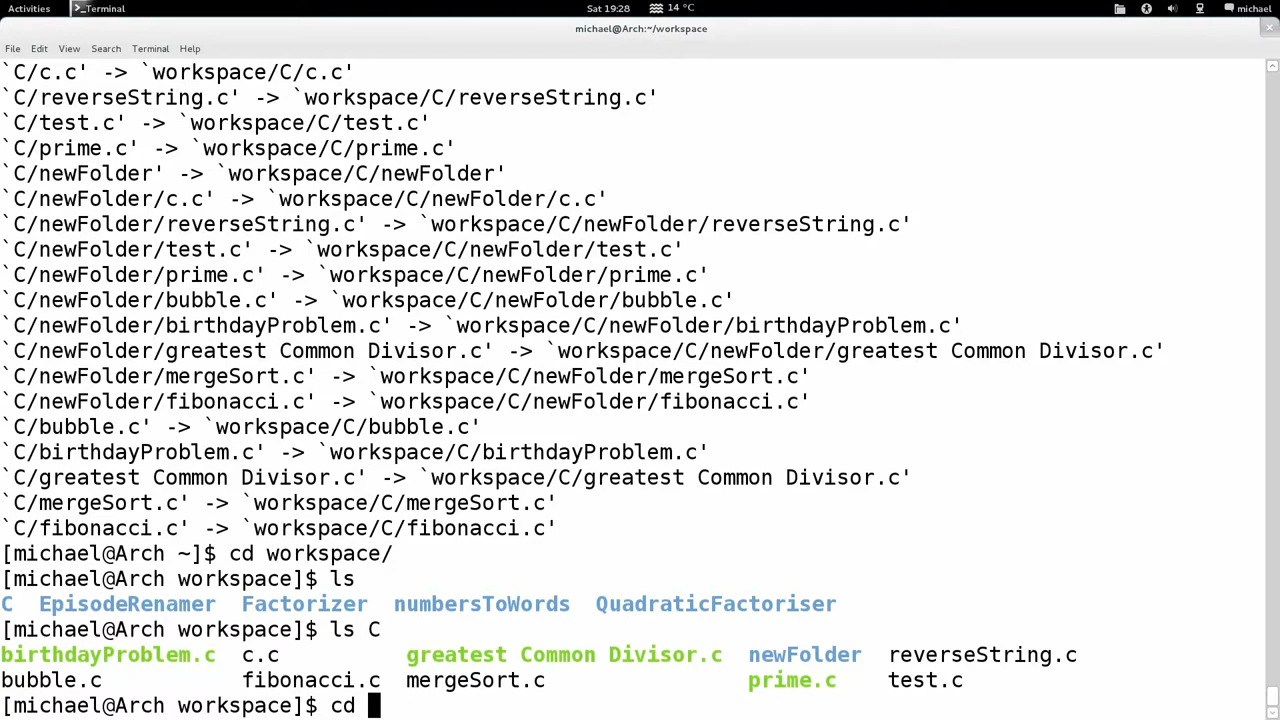 Activities >_Terminal Sat 19:28 14 °C michael
michael@Arch:~/workspace
File Edit View Search Terminal Help
`C/c.c' -> `workspace/C/c.c'
`C/reverseString.c' -> `workspace/C/reverseString.c'
`C/test.c' -> `workspace/C/test.c'
`C/prime.c' -> `workspace/C/prime.c'
`C/newFolder' -> `workspace/C/newFolder'
`C/newFolder/c.c' -> `workspace/C/newFolder/c.c'
`C/newFolder/reverseString.c' -> `workspace/C/newFolder/reverseString.c'
`C/newFolder/test.c' -> `workspace/C/newFolder/test.c'
`C/newFolder/prime.c' -> `workspace/C/newFolder/prime.c'
`C/newFolder/bubble.c' -> `workspace/C/newFolder/bubble.c'
`C/newFolder/birthdayProblem.c' -> `workspace/C/newFolder/birthdayProblem.c'
`C/newFolder/greatest Common Divisor.c' -> `workspace/C/newFolder/greatest Common Divisor.c'
`C/newFolder/mergeSort.c' -> `workspace/C/newFolder/mergeSort.c'
`C/newFolder/fibonacci.c' -> `workspace/C/newFolder/fibonacci.c'
`C/bubble.c' -> `workspace/C/bubble.c'
`C/birthdayProblem.c' -> `workspace/C/birthdayProblem.c'
`C/greatest Common Divisor.c' -> `workspace/C/greatest Common Divisor.c'
`C/mergeSort.c' -> `workspace/C/mergeSort.c'
`C/fibonacci.c' -> `workspace/C/fibonacci.c'
[michael@Arch ~]$ cd workspace/
[michael@Arch workspace]$ ls
C EpisodeRenamer Factorizer numbersToWords QuadraticFactoriser
[michael@Arch workspace]$ ls C
birthdayProblem.c c.c greatest Common Divisor.c newFolder reverseString.c
bubble.c fibonacci.c mergeSort.c prime.c test.c
[michael@Arch workspace]$ cd